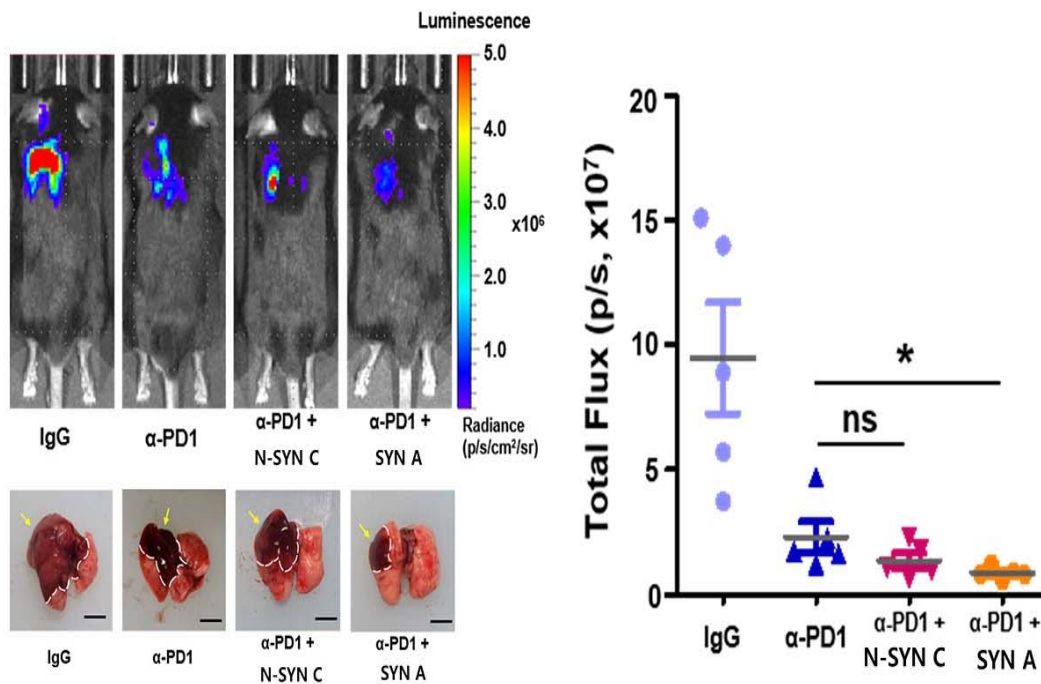 Luminescence
5.0
4.0
3.0
x10⁶
2.0
1.0
Radiance
(p/s/cm²/sr)
IgG
α-PD1
α-PD1 +
N-SYN C
α-PD1 +
SYN A
IgG
α-PD1
α-PD1 +
N-SYN C
α-PD1 +
SYN A
Total Flux (p/s, x10⁷)
20
15
10
5
0
*
ns
IgG
α-PD1
α-PD1 +
N-SYN C
α-PD1 +
SYN A